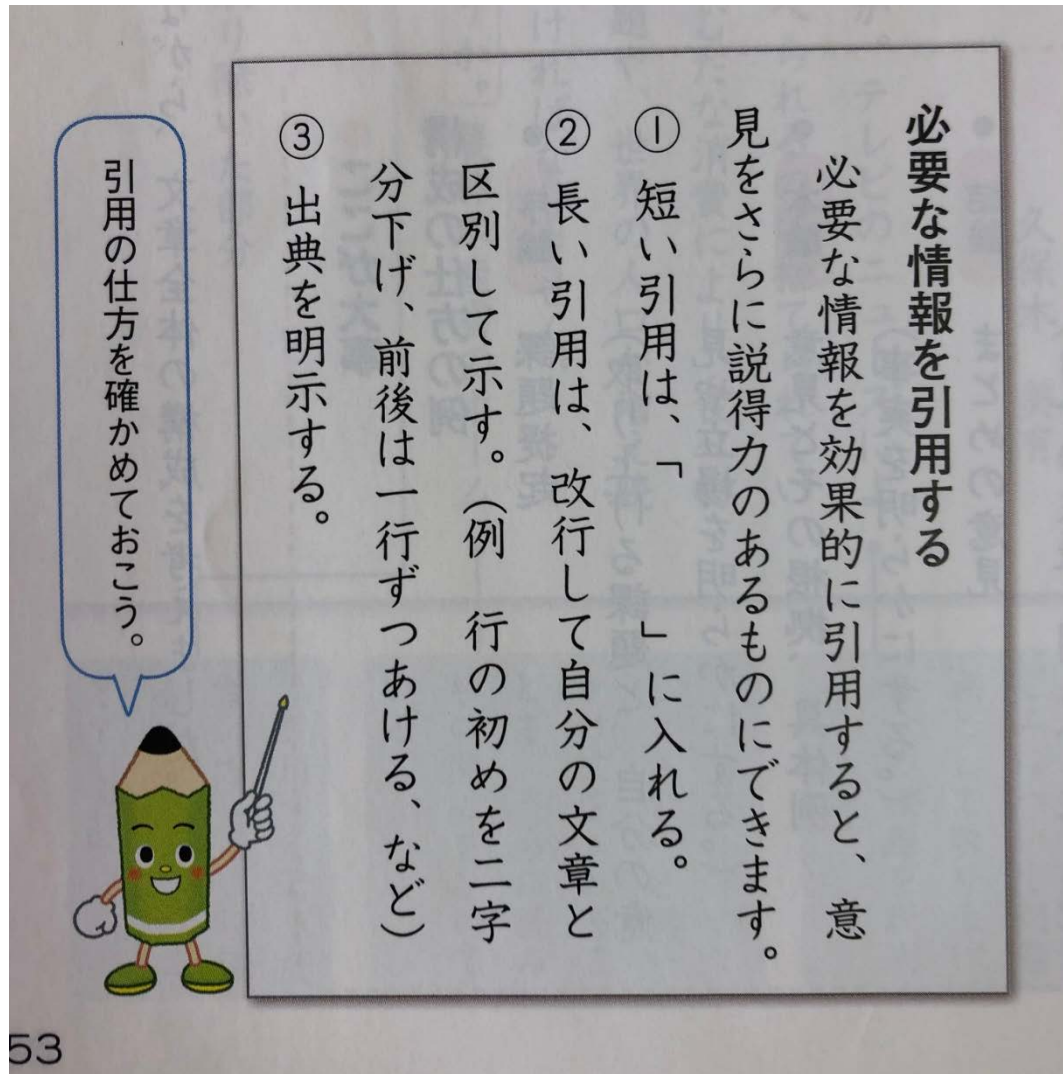 必要な情報を引用する
必要な情報を効果的に引用すると、意
見をさらに説得力のあるものにできます。
① 短い引用は、「　　　」に入れる。
② 長い引用は、改行して自分の文章と
区別して示す。（例　行の初めを二字
分下げ、前後は一行ずつあける、など）
③ 出典を明示する。
引用の仕方を確かめておこう。
53